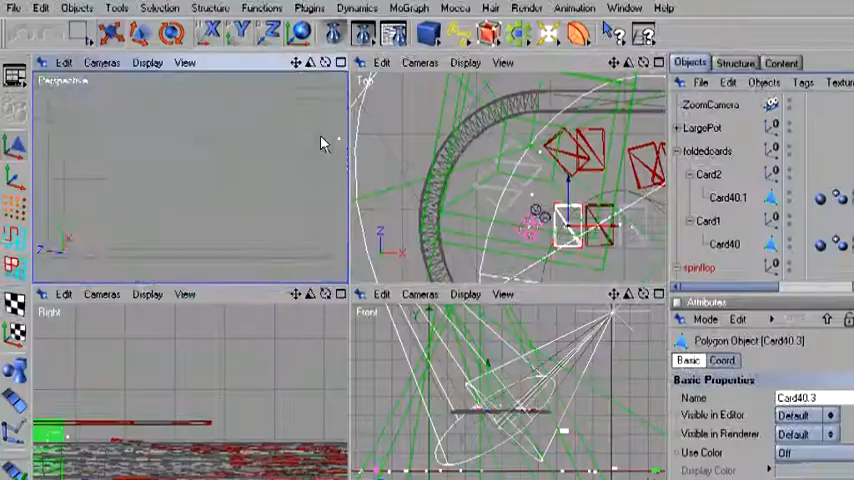 File Edit Objects Tools Selection Structure Functions Plugins Dynamics MoGraph Mocca Hair Render Animation Window Help
Edit Cameras Display View
Edit Cameras Display View
Objects Structure Content
File Edit Objects Tags Texture
Perspective
Top
ZoomCamera
LargePot
foldedcards
Card2
Card40.1
Card1
Card40
spinflop
Z X
Z X
Edit Cameras Display View
Edit Cameras Display View
Right
Front
Attributes
Mode Edit
Polygon Object [Card40.3]
Basic Coord.
Basic Properties
Name Card40.3
Visible in Editor Default
Visible in Renderer Default
Use Color Off
Display Color